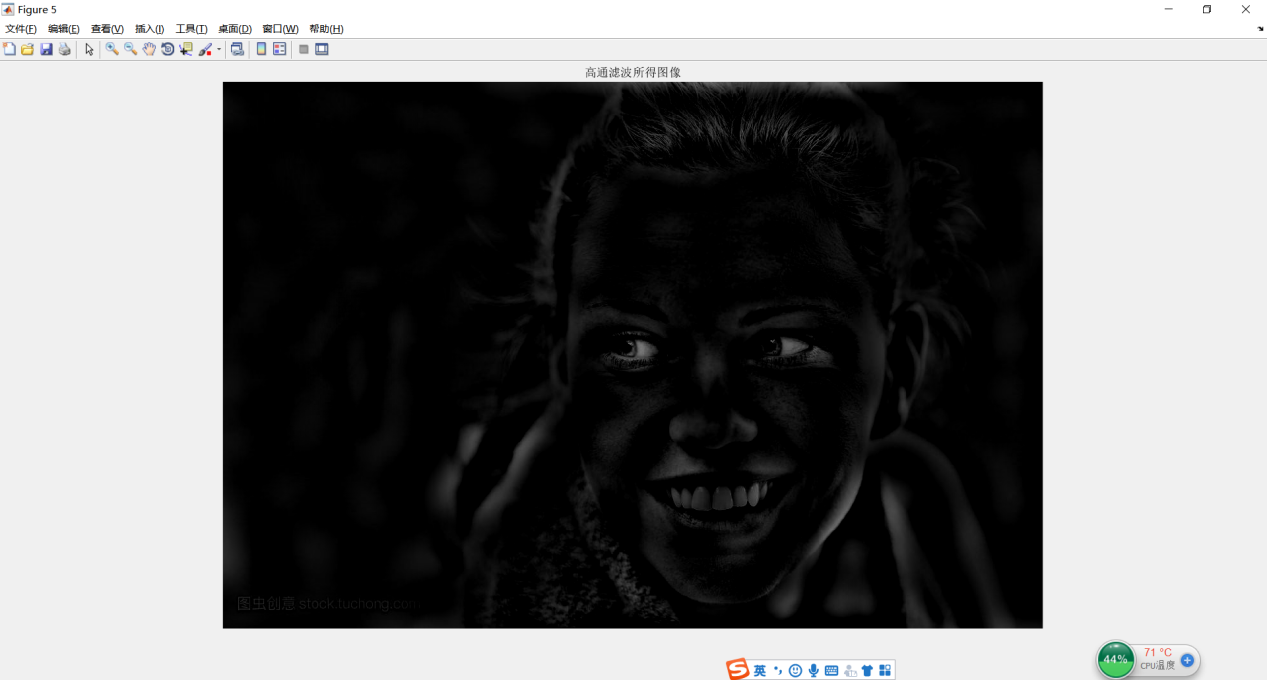 Figure 5
文件(F) 编辑(E) 查看(V) 插入(I) 工具(T) 桌面(D) 窗口(W) 帮助(H)
高通滤波所得图像
图虫创意 stock.tuchong.com
英
44%
71 °C
CPU温度